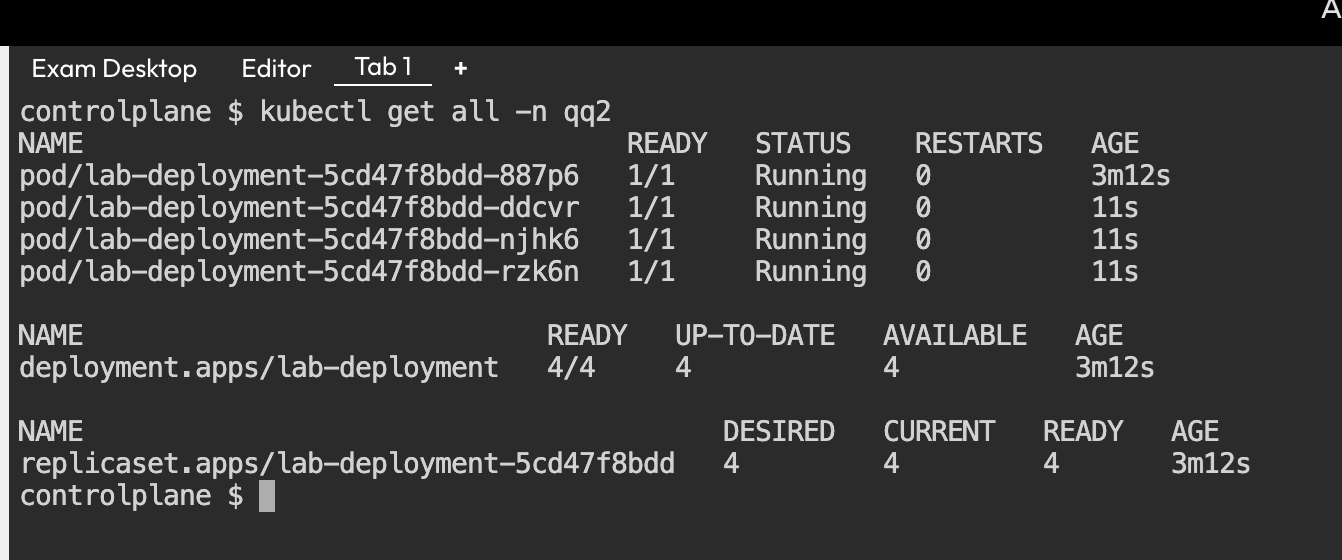 A
Exam Desktop Editor Tab 1 +
controlplane $ kubectl get all -n qq2
NAME READY STATUS RESTARTS AGE
pod/lab-deployment-5cd47f8bdd-887p6 1/1 Running 0 3m12s
pod/lab-deployment-5cd47f8bdd-ddcvr 1/1 Running 0 11s
pod/lab-deployment-5cd47f8bdd-njhk6 1/1 Running 0 11s
pod/lab-deployment-5cd47f8bdd-rzk6n 1/1 Running 0 11s
NAME READY UP-TO-DATE AVAILABLE AGE
deployment.apps/lab-deployment 4/4 4 4 3m12s
NAME DESIRED CURRENT READY AGE
replicaset.apps/lab-deployment-5cd47f8bdd 4 4 4 3m12s
controlplane $